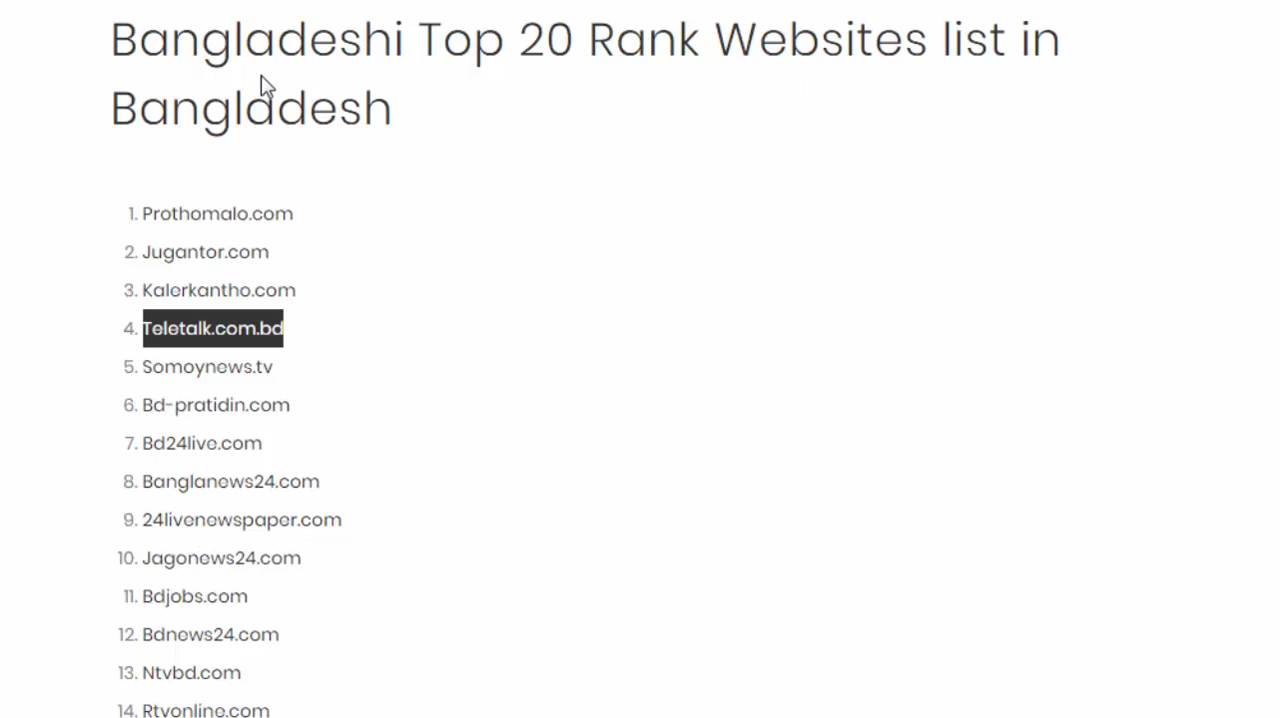 Bangladeshi Top 20 Rank Websites list in
Bangladesh
1. Prothomalo.com
2. Jugantor.com
3. Kalerkantho.com
4. Teletalk.com.bd
5. Somoynews.tv
6. Bd-pratidin.com
7. Bd24live.com
8. Banglanews24.com
9. 24livenewspaper.com
10. Jagonews24.com
11. Bdjobs.com
12. Bdnews24.com
13. Ntvbd.com
14. Rtvonline.com